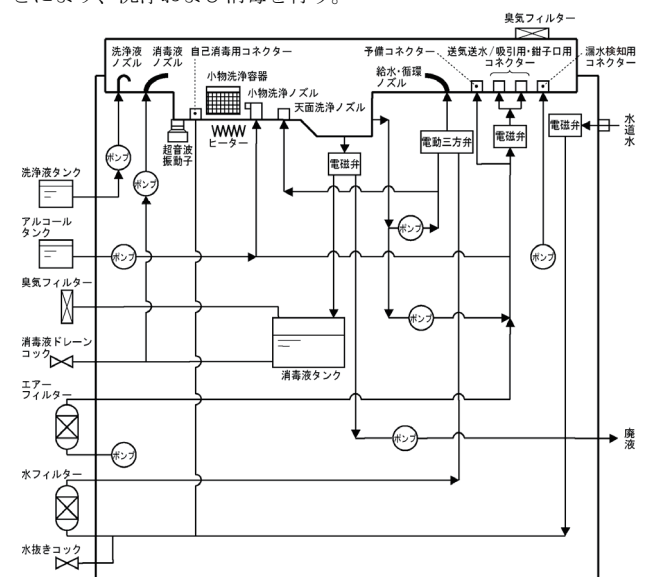 とにより、洗浄および消毒を行う。
臭気フィルター
洗浄液
ノズル
消毒液
ノズル
自己消毒用コネクター
小物洗浄容器
小物洗浄ノズル
天面洗浄ノズル
給水・循環
ノズル
予備コネクター
送気送水/吸引用・鉗子口用
コネクター
漏水検知用
コネクター
超音波
振動子
ヒーター
電磁弁
電動三方弁
電磁弁
電磁弁
水道水
ポンプ
ポンプ
洗浄液タンク
アルコール
タンク
ポンプ
ポンプ
ポンプ
臭気フィルター
ポンプ
消毒液ドレーン
コック
消毒液タンク
エアー
フィルター
ポンプ
ポンプ
廃液
水フィルター
水抜きコック